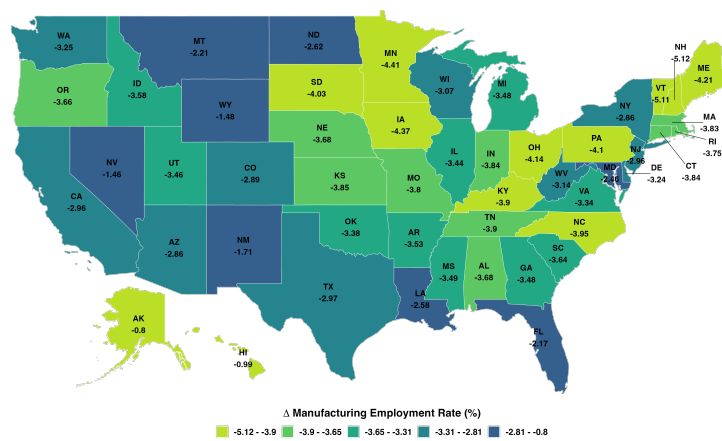 WA
-3.25
MT
-2.21
ND
-2.62
MN
-4.41
NH
-5.12
ME
-4.21
VT
-5.11
OR
-3.66
ID
-3.58
SD
-4.03
WI
-3.07
MI
-3.48
NY
-2.86
MA
-3.83
RI
-3.75
CT
-3.84
WY
-1.48
IA
-4.37
NE
-3.68
PA
-4.1
NJ
-2.96
OH
-4.14
IL
-3.44
IN
-3.84
NV
-1.46
UT
-3.46
CO
-2.89
KS
-3.85
MO
-3.8
WV
-3.14
MD
-2.46
DE
-3.24
VA
-3.34
KY
-3.9
CA
-2.96
AZ
-2.86
NM
-1.71
OK
-3.38
AR
-3.53
TN
-3.9
NC
-3.95
SC
-3.64
MS
-3.49
AL
-3.68
GA
-3.48
TX
-2.97
LA
-2.58
FL
-2.17
AK
-0.8
HI
-0.99
Δ Manufacturing Employment Rate (%)
-5.12 - -3.9 -3.9 - -3.65 -3.65 - -3.31 -3.31 - -2.81 -2.81 - -0.8